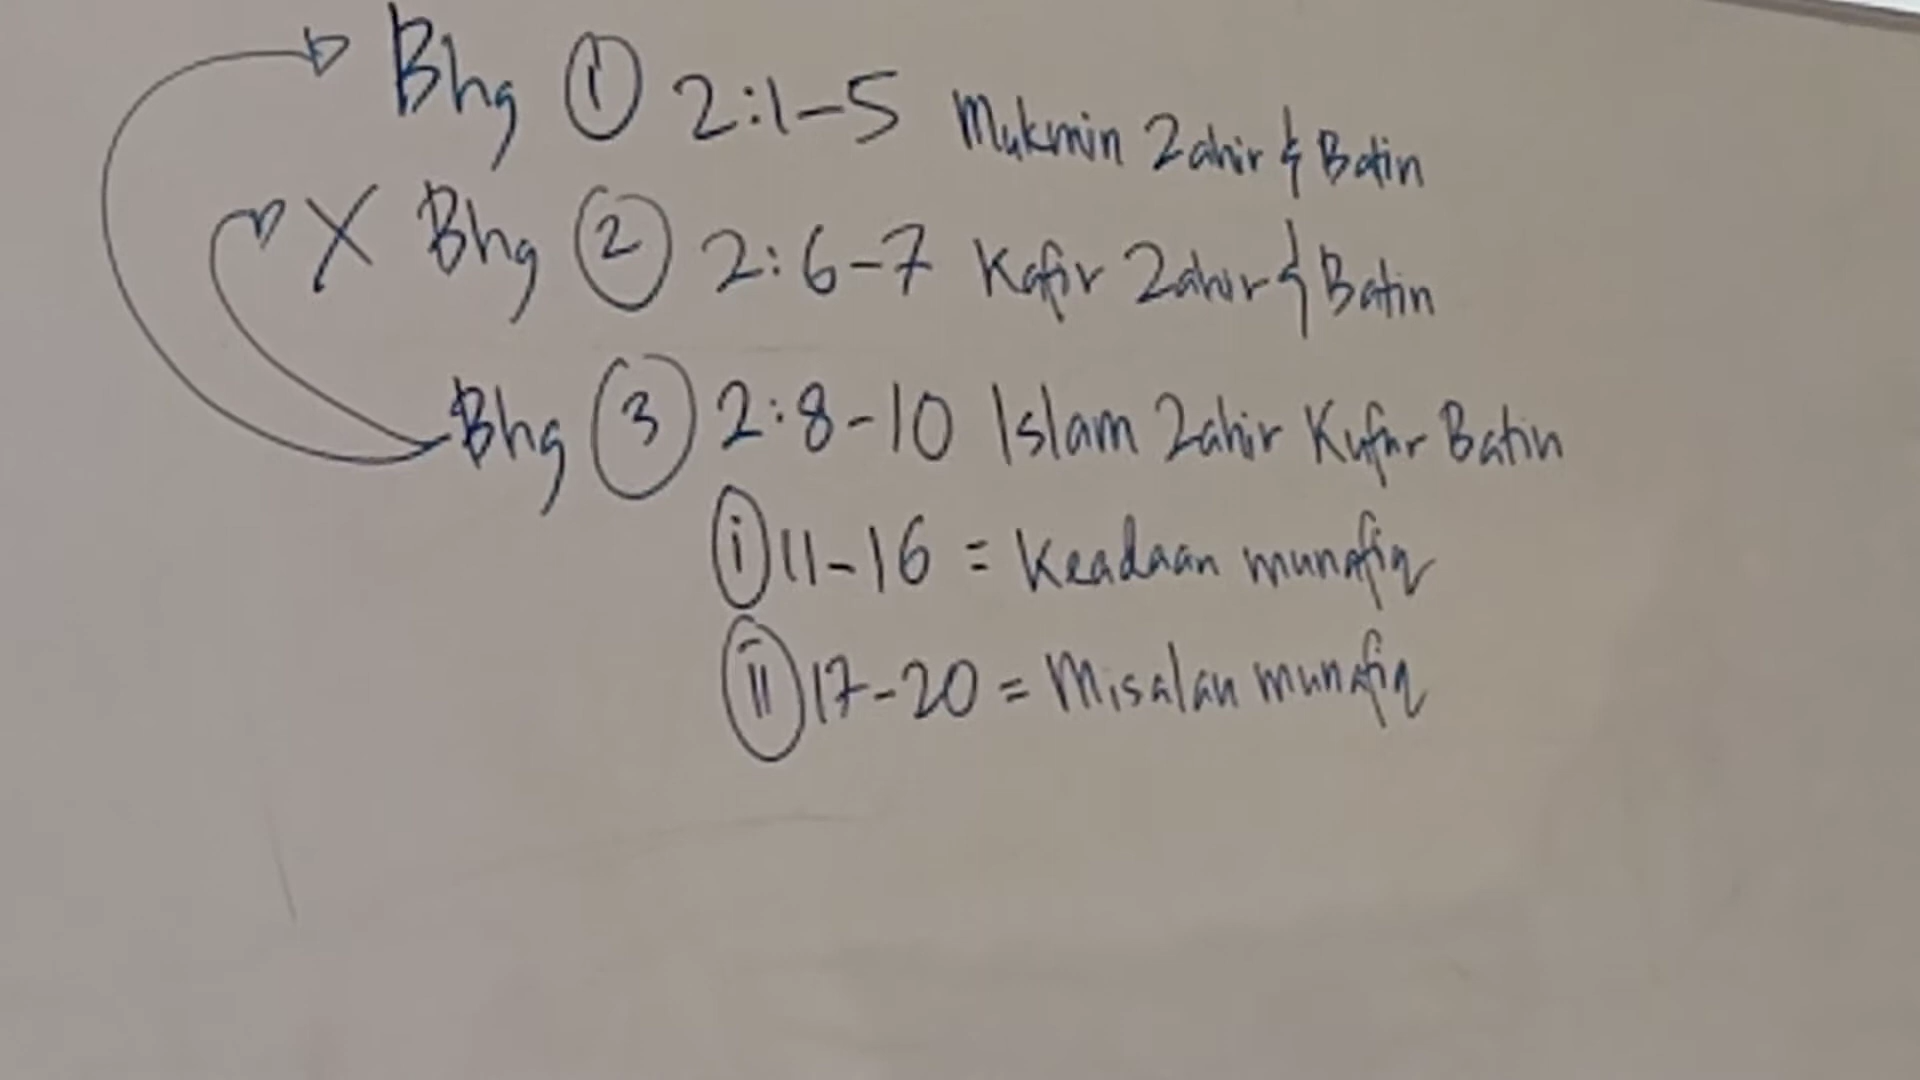 Bhg ① 2:1-5 Mukmin Zahir & Batin
X Bhg ② 2:6-7 Kafir Zahir & Batin
Bhg ③ 2:8-10 Islam Zahir Kufur Batin
ⓘ 11-16 = Keadaan munafiq
ii 17-20 = Misalan munafiq